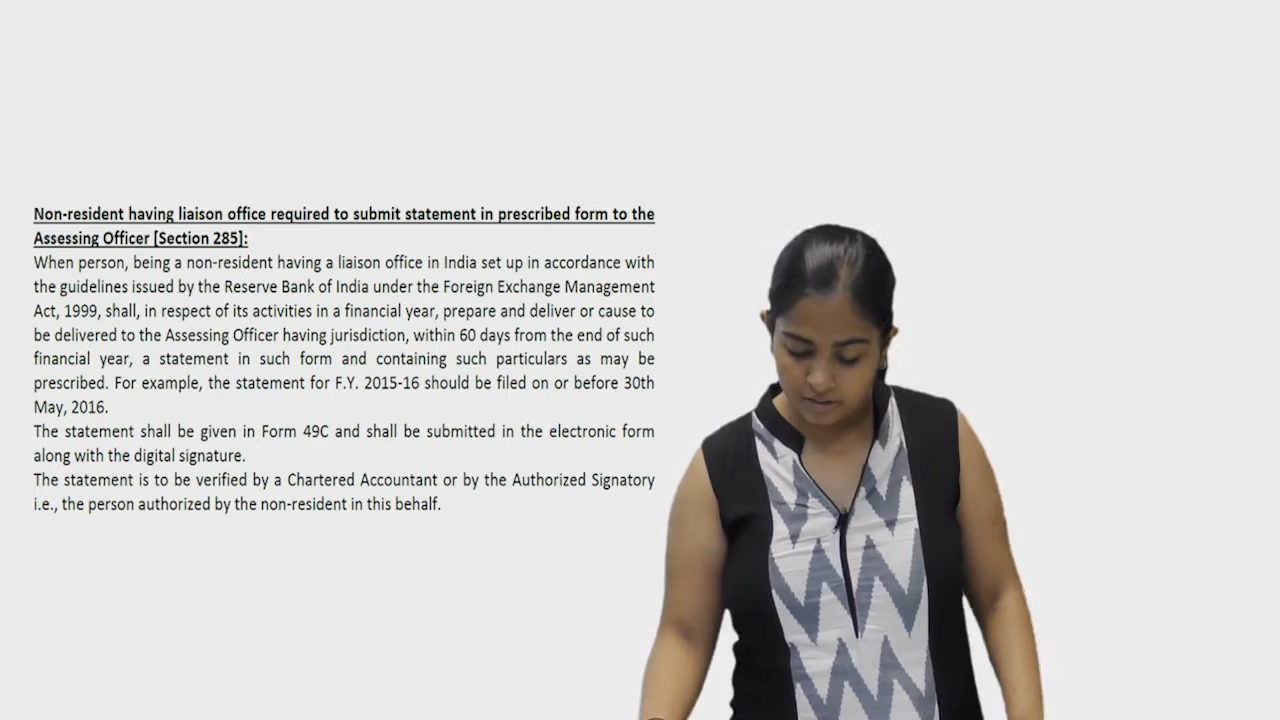 Non-resident having liaison office required to submit statement in prescribed form to the
Assessing Officer [Section 285]:
When person, being a non-resident having a liaison office in India set up in accordance with
the guidelines issued by the Reserve Bank of India under the Foreign Exchange Management
Act, 1999, shall, in respect of its activities in a financial year, prepare and deliver or cause to
be delivered to the Assessing Officer having jurisdiction, within 60 days from the end of such
financial year, a statement in such form and containing such particulars as may be
prescribed. For example, the statement for F.Y. 2015-16 should be filed on or before 30th
May, 2016.
The statement shall be given in Form 49C and shall be submitted in the electronic form
along with the digital signature.
The statement is to be verified by a Chartered Accountant or by the Authorized Signatory
i.e., the person authorized by the non-resident in this behalf.